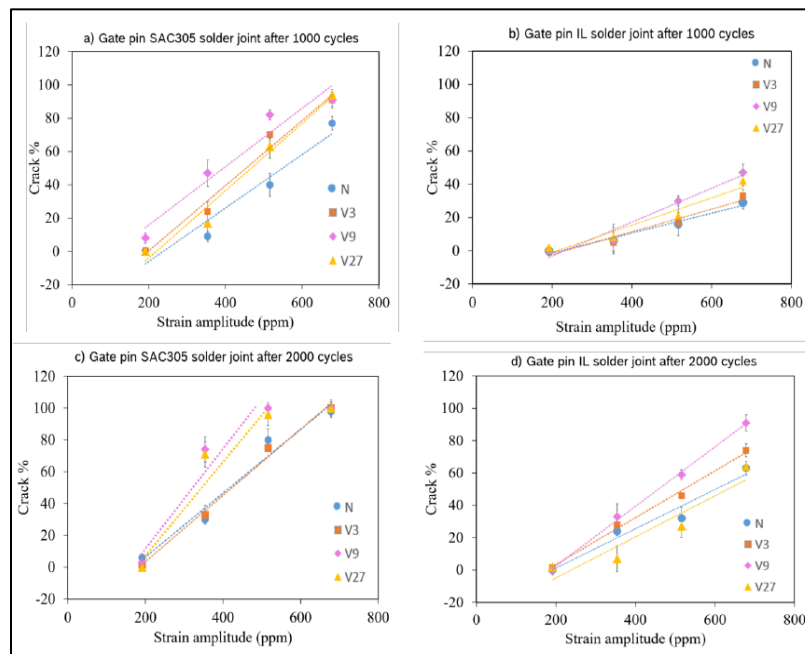 a) Gate pin SAC305 solder joint after 1000 cycles
120
100
80
60
40
20
0
-20
Crack %
0 200 400 600 800
Strain amplitude (ppm)
N
V3
V9
V27
b) Gate pin IL solder joint after 1000 cycles
120
100
80
60
40
20
0
-20
Crack %
0 200 400 600 800
Strain amplitude (ppm)
N
V3
V9
V27
c) Gate pin SAC305 solder joint after 2000 cycles
120
100
80
60
40
20
0
-20
Crack %
0 200 400 600 800
Strain amplitude (ppm)
N
V3
V9
V27
d) Gate pin IL solder joint after 2000 cycles
120
100
80
60
40
20
0
-20
Crack %
0 200 400 600 800
Strain amplitude (ppm)
N
V3
V9
V27